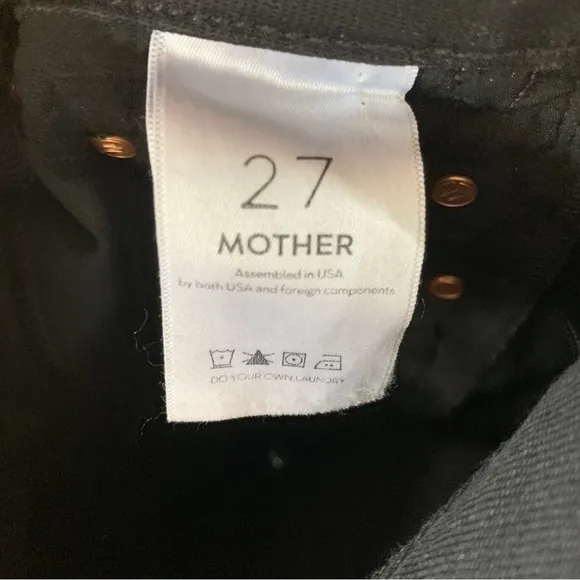 27
MOTHER
Assembled in USA
by both USA and foreign components
DO YOUR OWN LAUNDRY